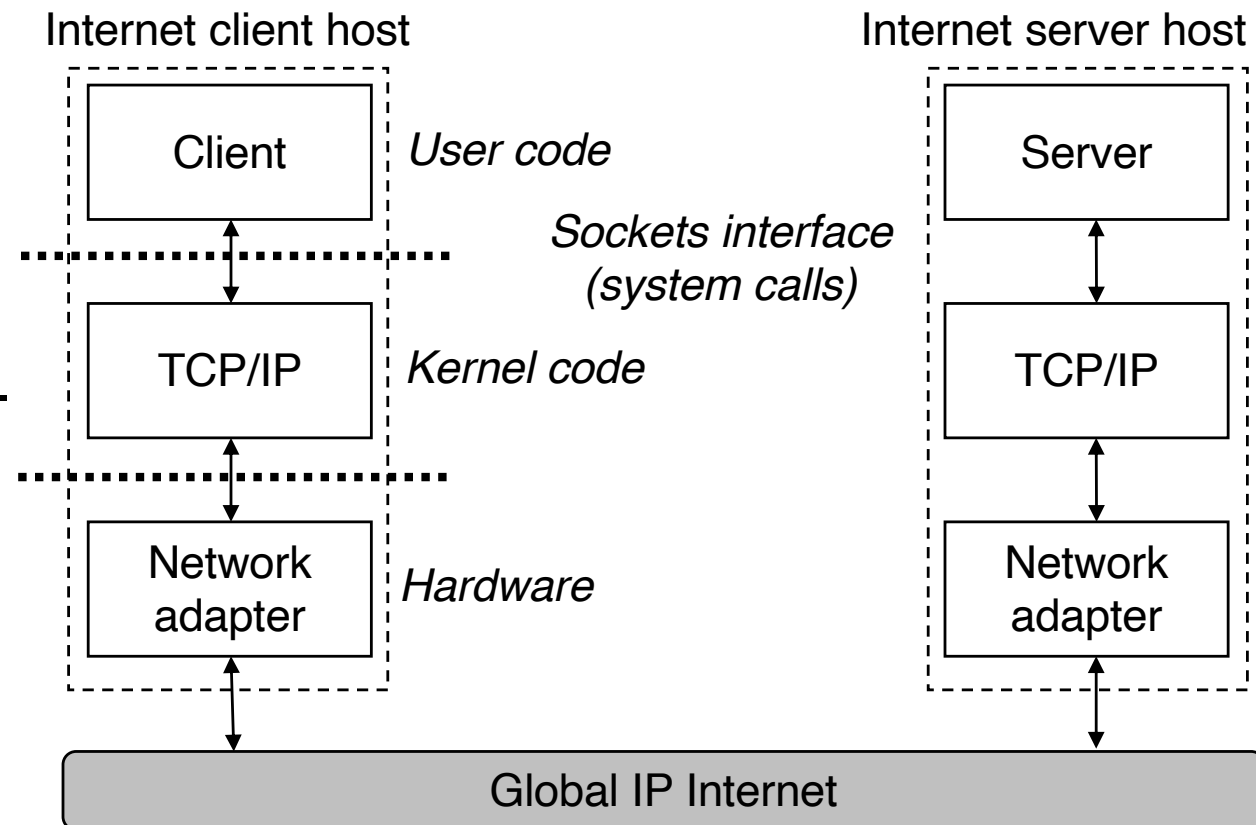 Internet client host
Internet server host
Client
User code
Server
Sockets interface
(system calls)
TCP/IP
Kernel code
TCP/IP
Network
adapter
Hardware
Network
adapter
Global IP Internet